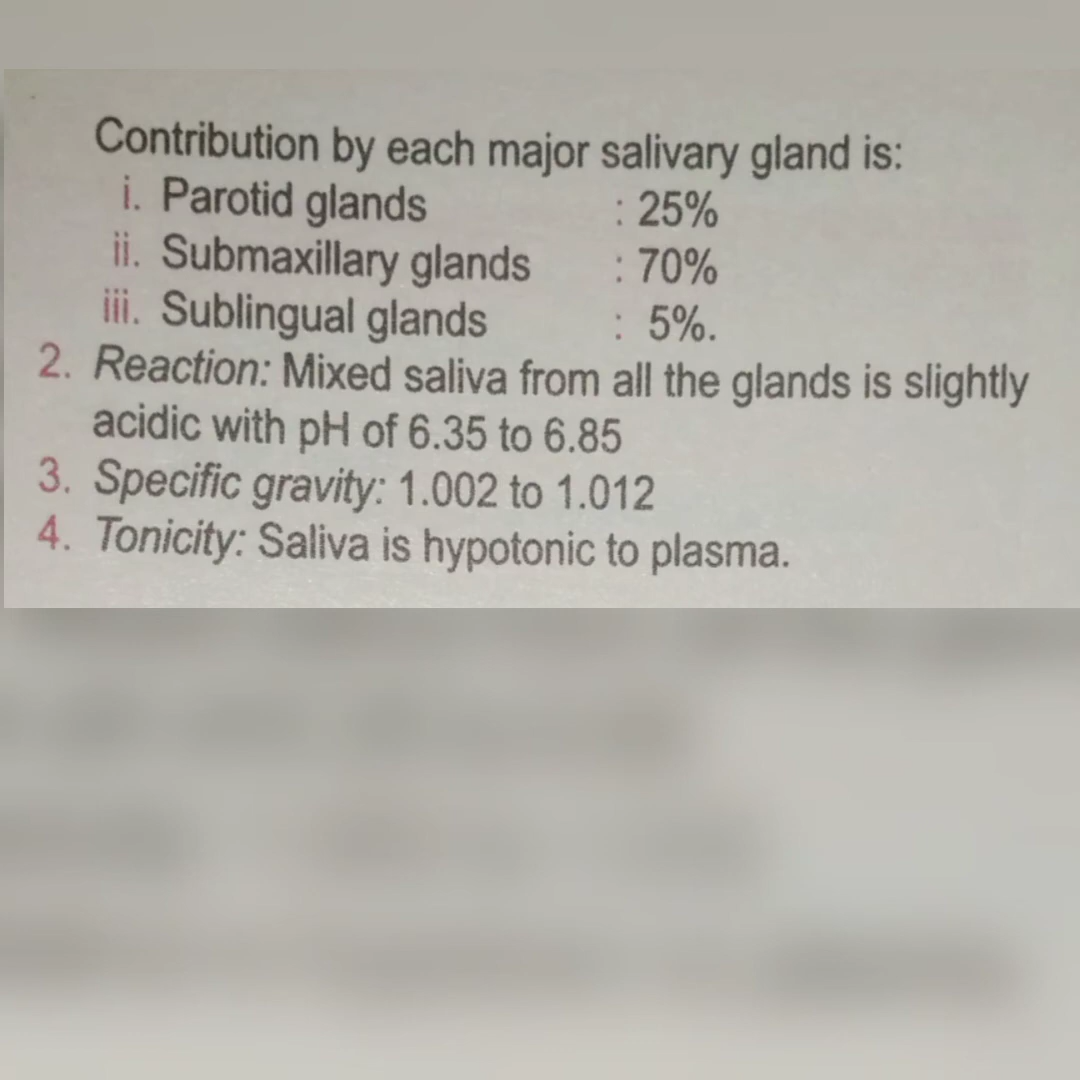 Contribution by each major salivary gland is:
i. Parotid glands : 25%
ii. Submaxillary glands : 70%
iii. Sublingual glands : 5%.
2. Reaction: Mixed saliva from all the glands is slightly
acidic with pH of 6.35 to 6.85
3. Specific gravity: 1.002 to 1.012
4. Tonicity: Saliva is hypotonic to plasma.